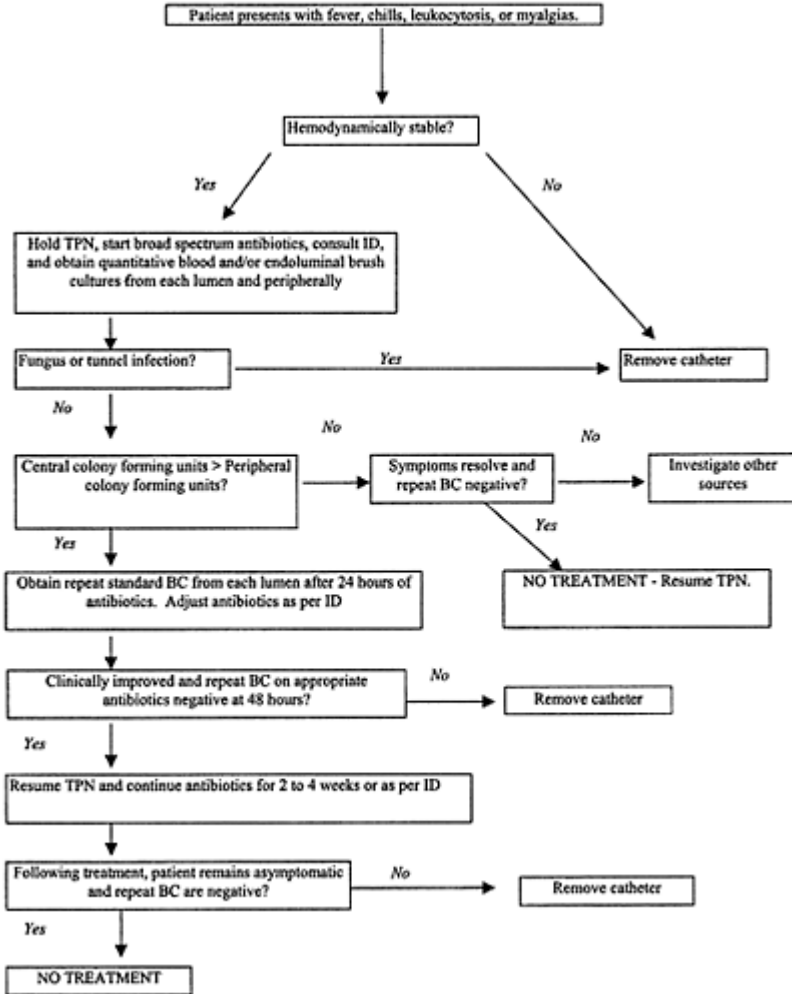 Patient presents with fever, chills, leukocytosis, or myalgias.
Hemodynamically stable?
Yes
No
Hold TPN, start broad spectrum antibiotics, consult ID,
and obtain quantitative blood and/or endoluminal brush
cultures from each lumen and peripherally
Fungus or tunnel infection?
Yes
Remove catheter
No
No
No
Central colony forming units > Peripheral
colony forming units?
Symptoms resolve and
repeat BC negative?
Investigate other
sources
Yes
Yes
Obtain repeat standard BC from each lumen after 24 hours of
antibiotics. Adjust antibiotics as per ID
NO TREATMENT - Resume TPN.
Clinically improved and repeat BC on appropriate
antibiotics negative at 48 hours?
No
Remove catheter
Yes
Resume TPN and continue antibiotics for 2 to 4 weeks or as per ID
Following treatment, patient remains asymptomatic
and repeat BC are negative?
No
Remove catheter
Yes
NO TREATMENT